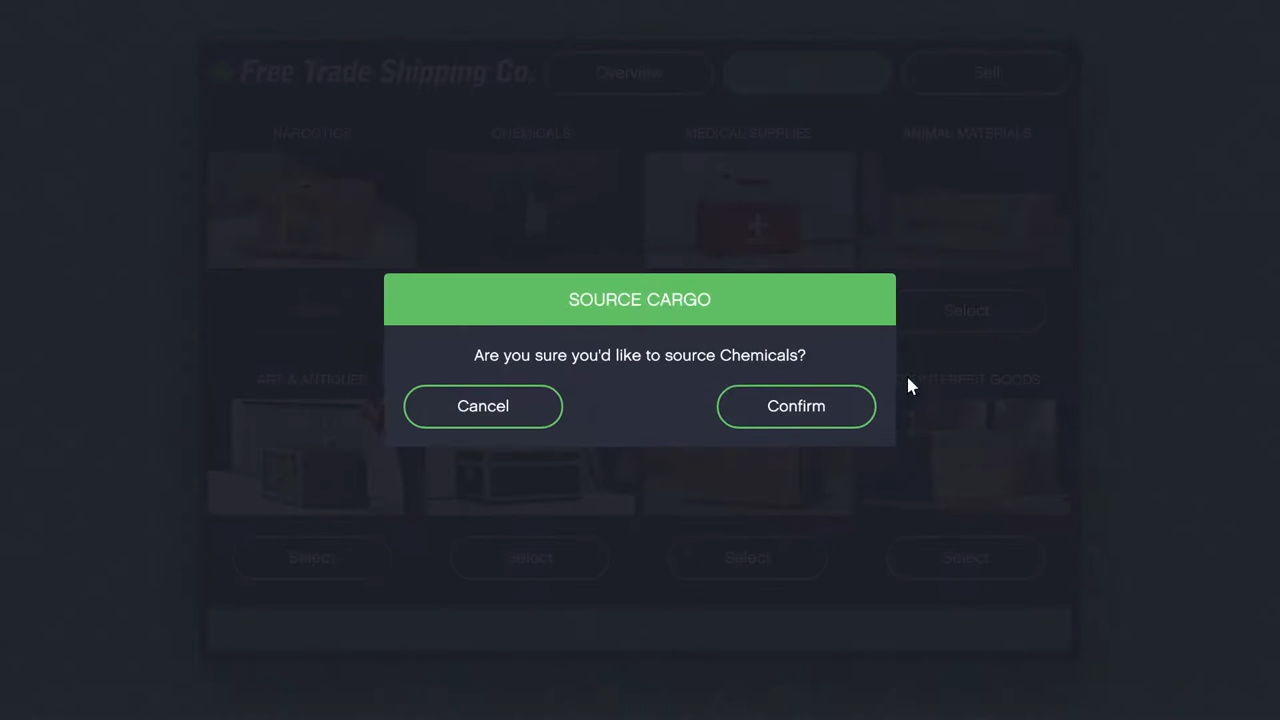 Free Trade Shipping Co.
Overview
Sell
NARCOTICS
CHEMICALS
MEDICAL SUPPLIES
ANIMAL MATERIALS
SOURCE CARGO
Are you sure you'd like to source Chemicals?
Cancel
Confirm
Select
ART & ANTIQUES
Select
Select
Select
Select